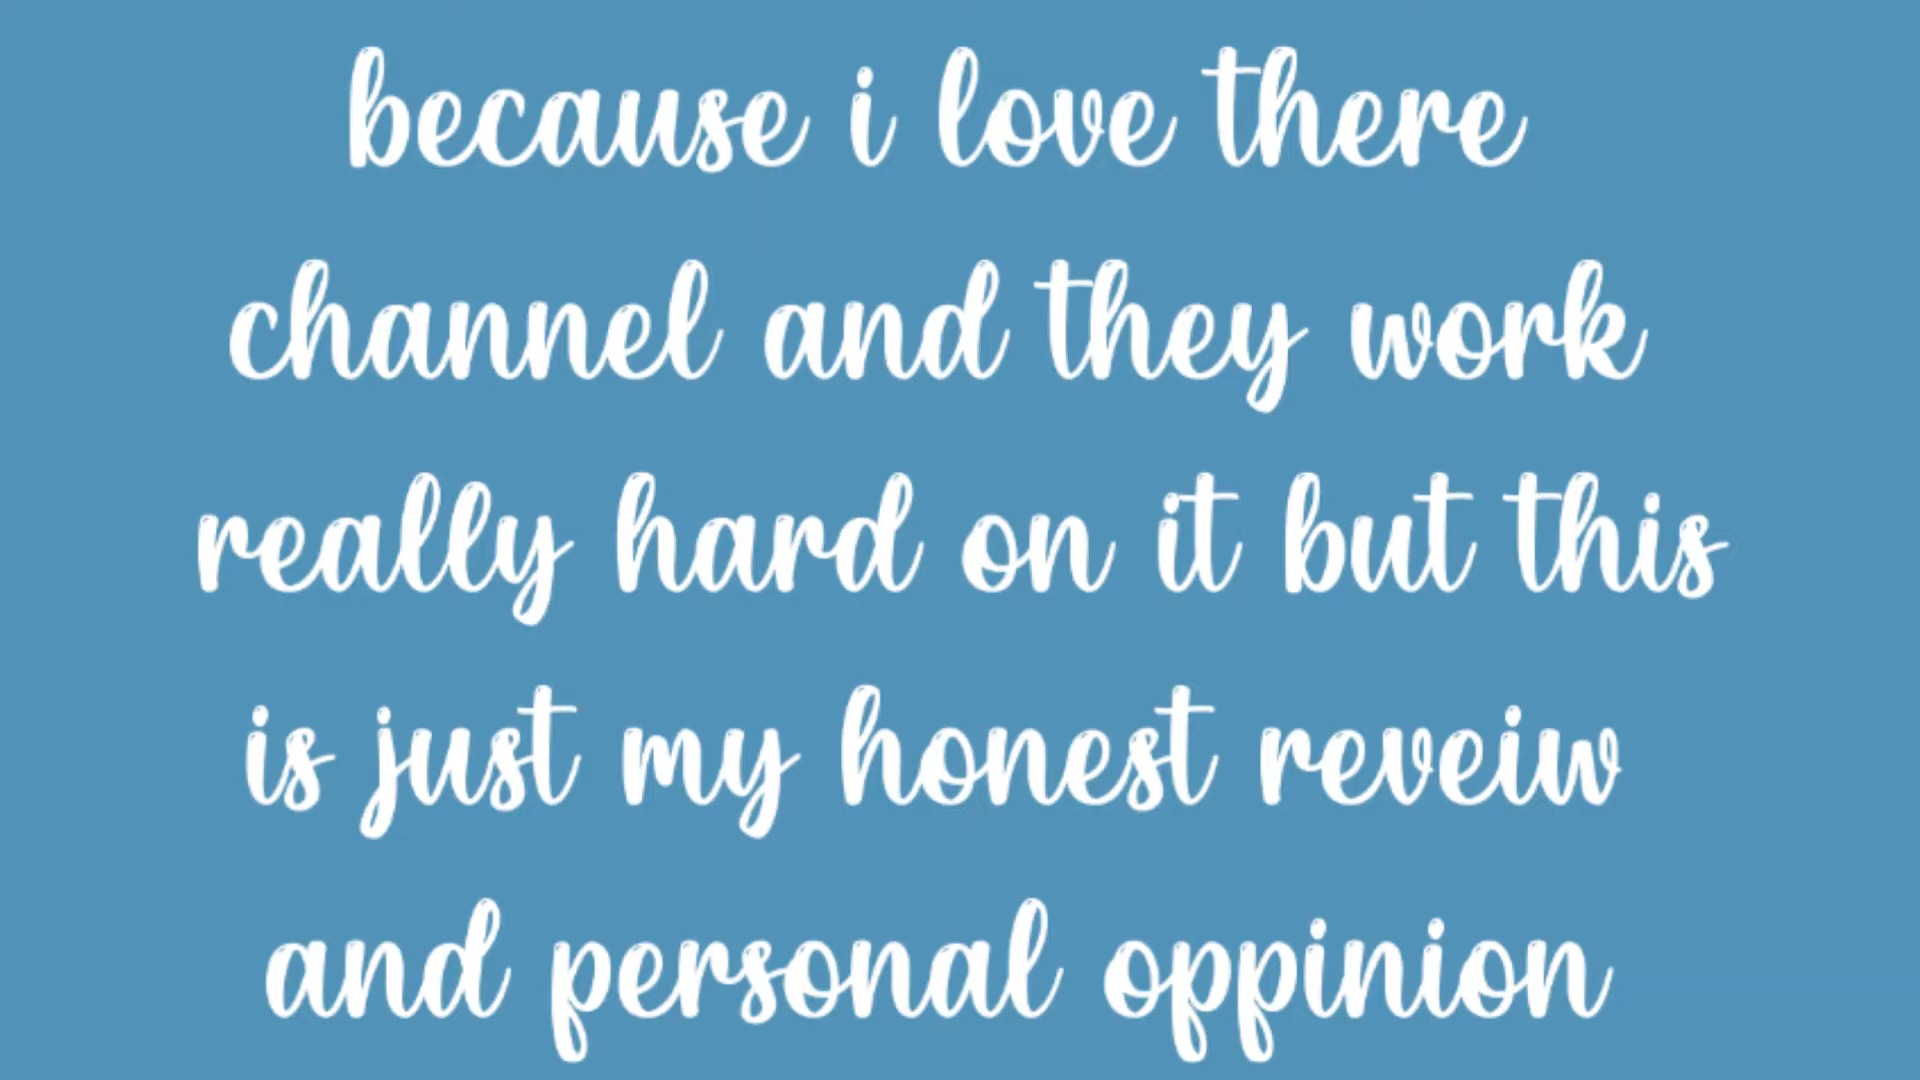 because i love there
channel and they work
really hard on it but this
is just my honest reveiw
and personal oppinion